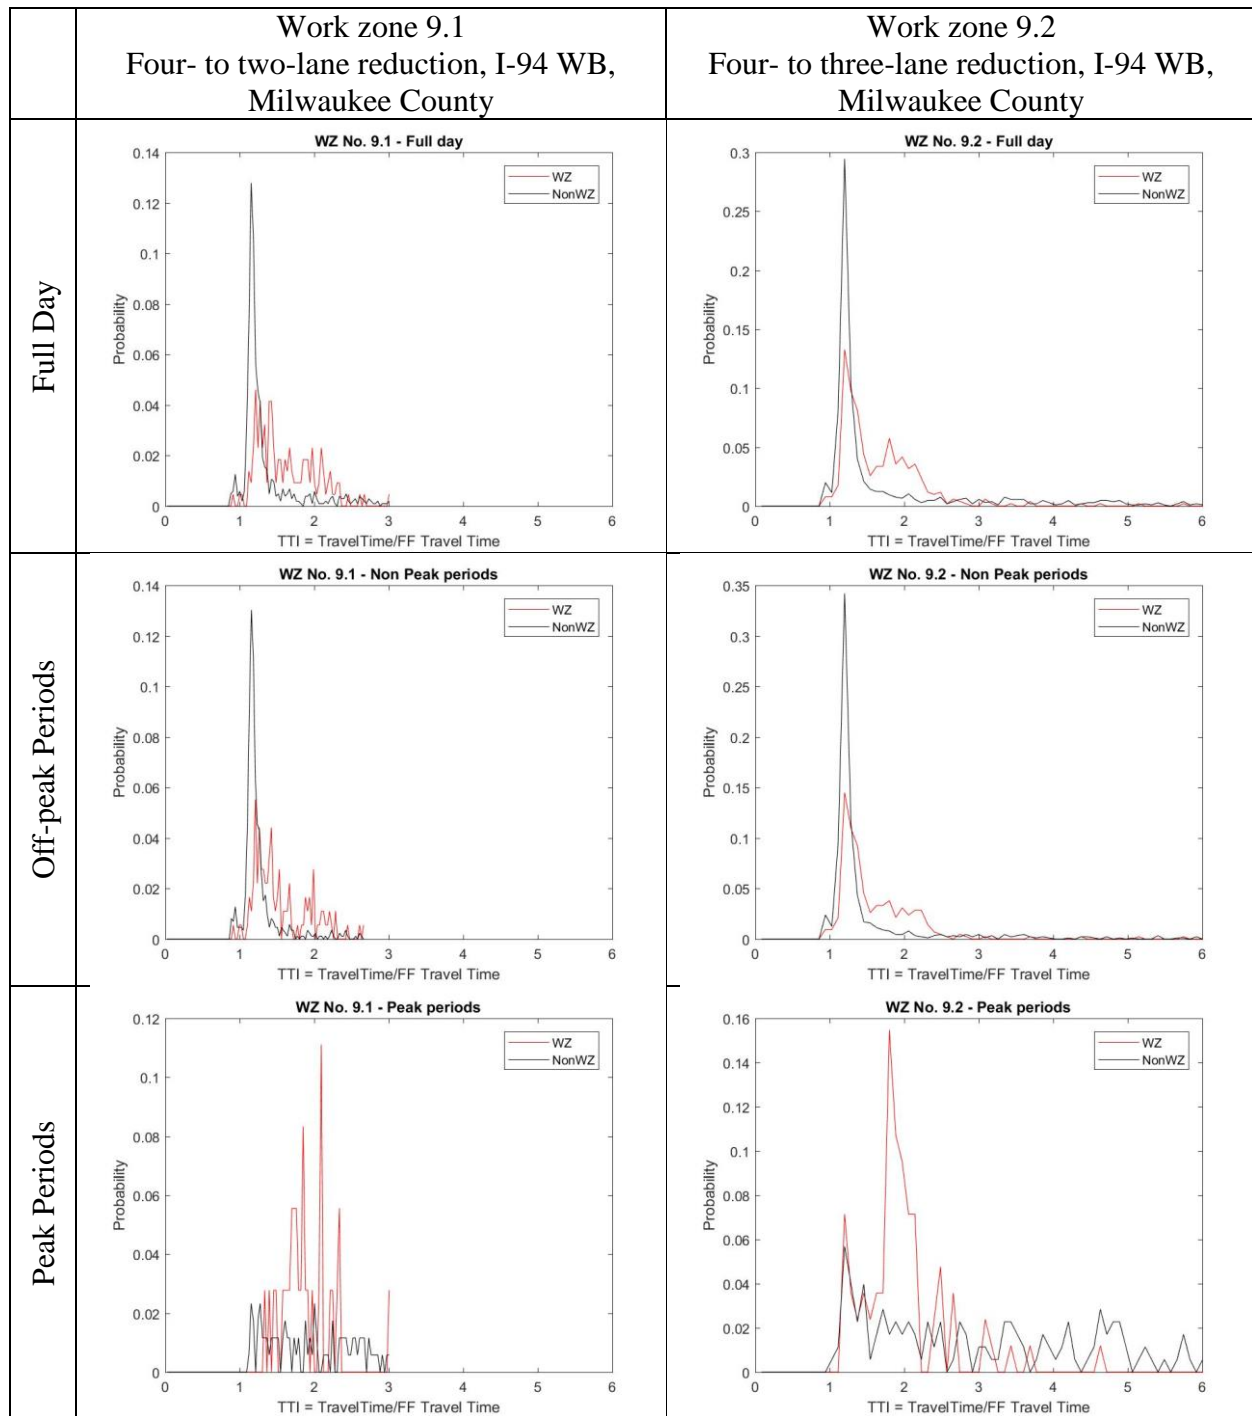 Work zone 9.1
Four- to two-lane reduction, I-94 WB,
Milwaukee County
Work zone 9.2
Four- to three-lane reduction, I-94 WB,
Milwaukee County
Full Day
WZ No. 9.1 - Full day
0.14
0.12
0.1
0.08
0.06
0.04
0.02
0
Probability
WZ
NonWZ
0 1 2 3 4 5 6
TTI = TravelTime/FF Travel Time
WZ No. 9.2 - Full day
0.3
0.25
0.2
0.15
0.1
0.05
0
Probability
WZ
NonWZ
0 1 2 3 4 5 6
TTI = TravelTime/FF Travel Time
Off-peak Periods
WZ No. 9.1 - Non Peak periods
0.14
0.12
0.1
0.08
0.06
0.04
0.02
0
Probability
WZ
NonWZ
0 1 2 3 4 5 6
TTI = TravelTime/FF Travel Time
WZ No. 9.2 - Non Peak periods
0.35
0.3
0.25
0.2
0.15
0.1
0.05
0
Probability
WZ
NonWZ
0 1 2 3 4 5 6
TTI = TravelTime/FF Travel Time
Peak Periods
WZ No. 9.1 - Peak periods
0.12
0.1
0.08
0.06
0.04
0.02
0
Probability
WZ
NonWZ
0 1 2 3 4 5 6
TTI = TravelTime/FF Travel Time
WZ No. 9.2 - Peak periods
0.16
0.14
0.12
0.1
0.08
0.06
0.04
0.02
0
Probability
WZ
NonWZ
0 1 2 3 4 5 6
TTI = TravelTime/FF Travel Time